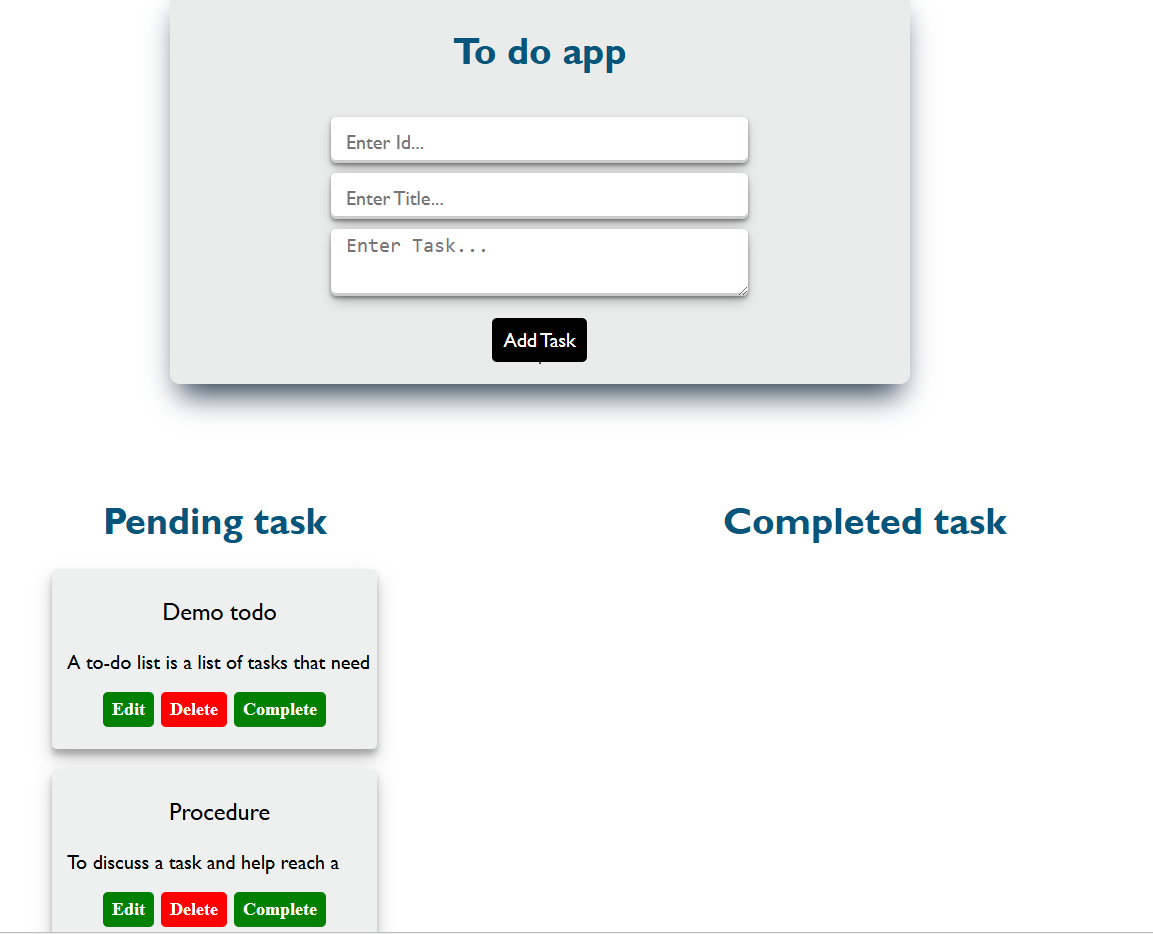 To do app
Enter Id...
Enter Title...
Enter Task...
Add Task
Pending task
Completed task
Demo todo
A to-do list is a list of tasks that need
Edit Delete Complete
Procedure
To discuss a task and help reach a
Edit Delete Complete